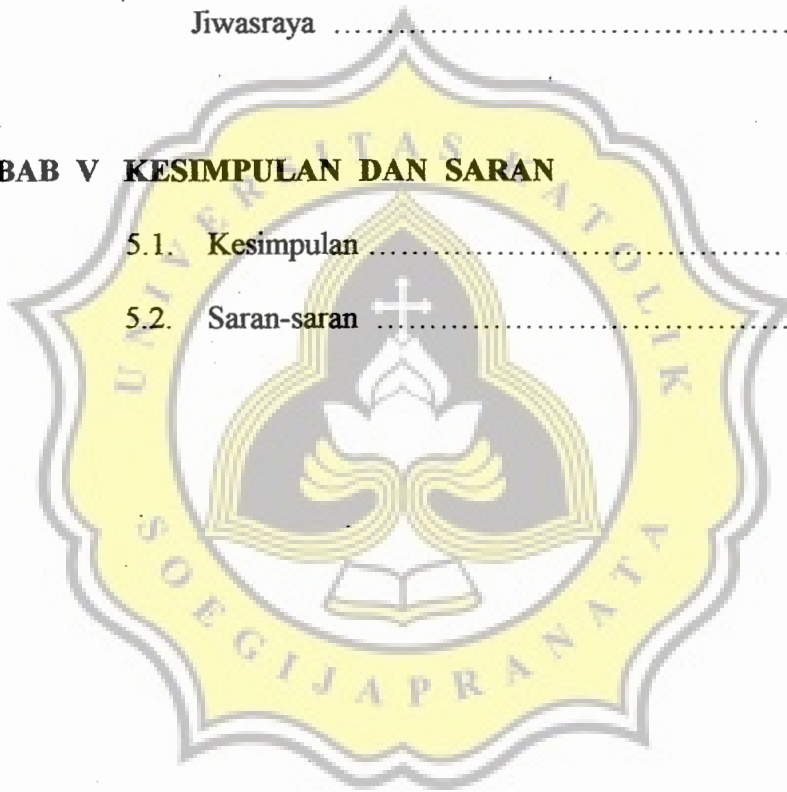 Jiwasraya ........................................
BAB V KESIMPULAN DAN SARAN
5.1. Kesimpulan ........................................
5.2. Saran-saran ........................................
UNIVERSITAS KATOLIK
SOEGIJAPRANATA